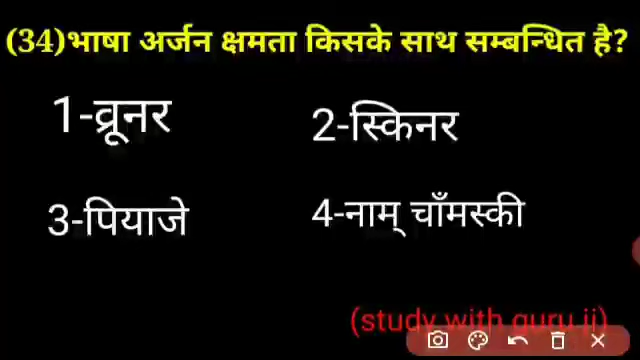 (34)भाषा अर्जन क्षमता किसके साथ सम्बन्धित है?
1-व्रूनर
2-स्किनर
3-पियाजे
4-नाम् चाँमस्की
(study with guru ji)